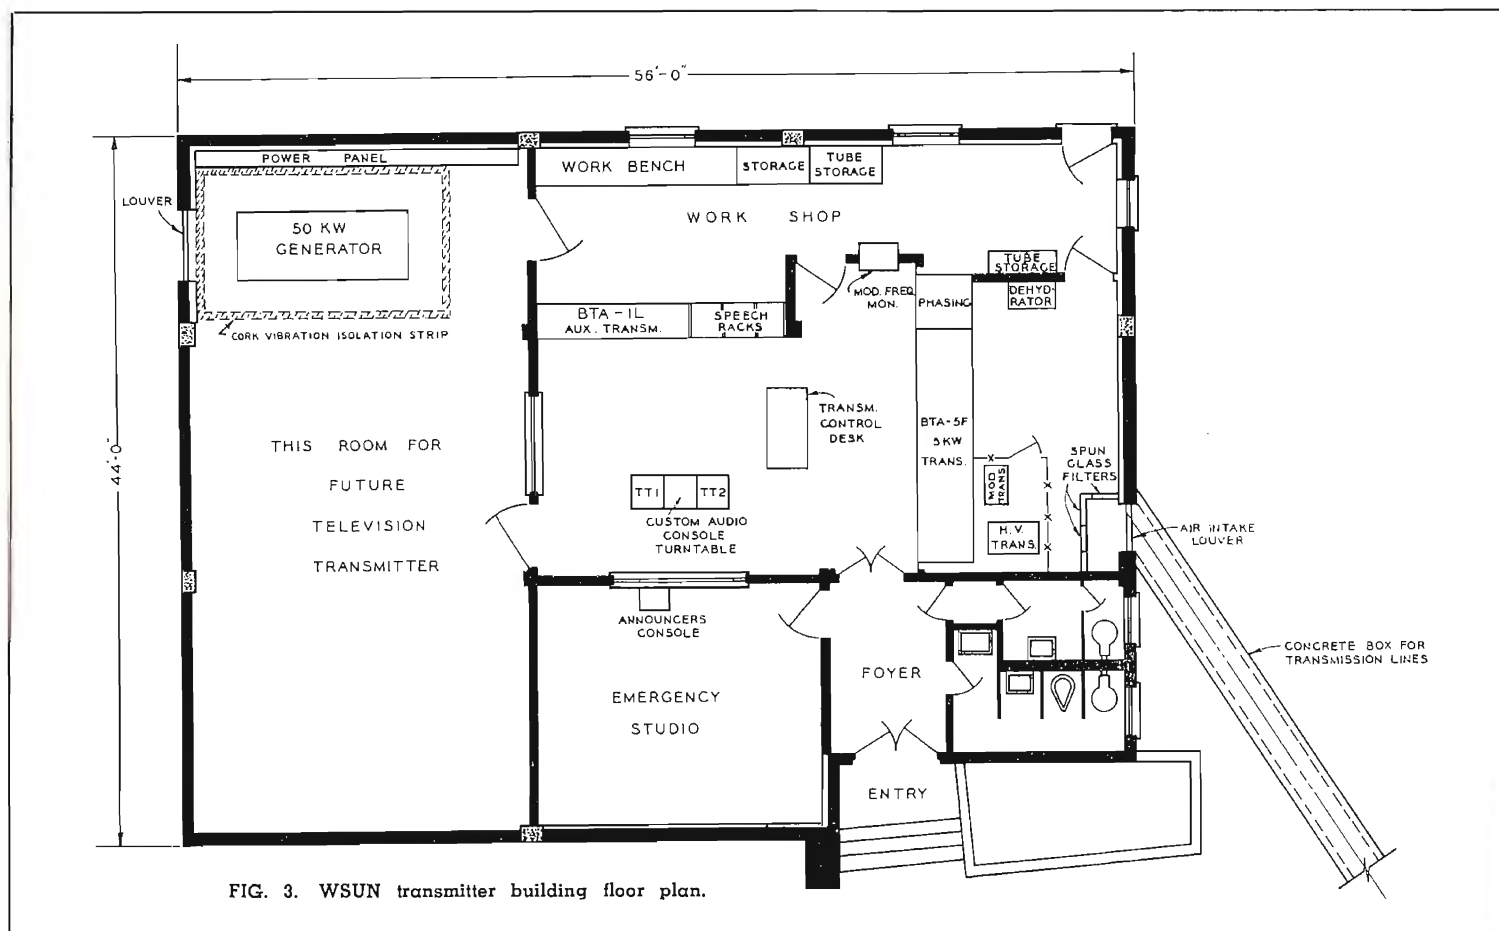 56'-0"
POWER PANEL
WORK BENCH
STORAGE
TUBE
STORAGE
LOUVER
50 KW
GENERATOR
WORK SHOP
TUBE
STORAGE
MOD. FREQ.
MON.
PHASING
DEHYD-
RATOR
BTA-1L
AUX. TRANSM.
SPEECH
RACKS
CORK VIBRATION ISOLATION STRIP
TRANSM.
CONTROL
DESK
BTA-5F
5KW
TRANS.
44'-0"
THIS ROOM FOR
FUTURE
TELEVISION
TRANSMITTER
SPUN
GLASS
FILTERS
MOD.
TRANS.
TT1
TT2
CUSTOM AUDIO
CONSOLE
TURNTABLE
H.V.
TRANS.
AIR INTAKE
LOUVER
ANNOUNCERS
CONSOLE
CONCRETE BOX FOR
TRANSMISSION LINES
FOYER
EMERGENCY
STUDIO
ENTRY
FIG. 3. WSUN transmitter building floor plan.